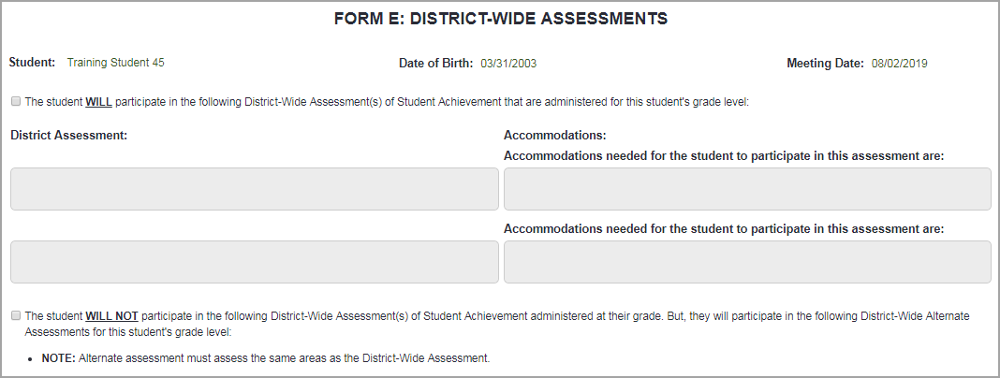 FORM E: DISTRICT-WIDE ASSESSMENTS
Student: Training Student 45 Date of Birth: 03/31/2003 Meeting Date: 08/02/2019
The student WILL participate in the following District-Wide Assessment(s) of Student Achievement that are administered for this student's grade level:
District Assessment: Accommodations:
Accommodations needed for the student to participate in this assessment are:
Accommodations needed for the student to participate in this assessment are:
The student WILL NOT participate in the following District-Wide Assessment(s) of Student Achievement administered at their grade. But, they will participate in the following District-Wide Alternate
Assessments for this student's grade level:
• NOTE: Alternate assessment must assess the same areas as the District-Wide Assessment.